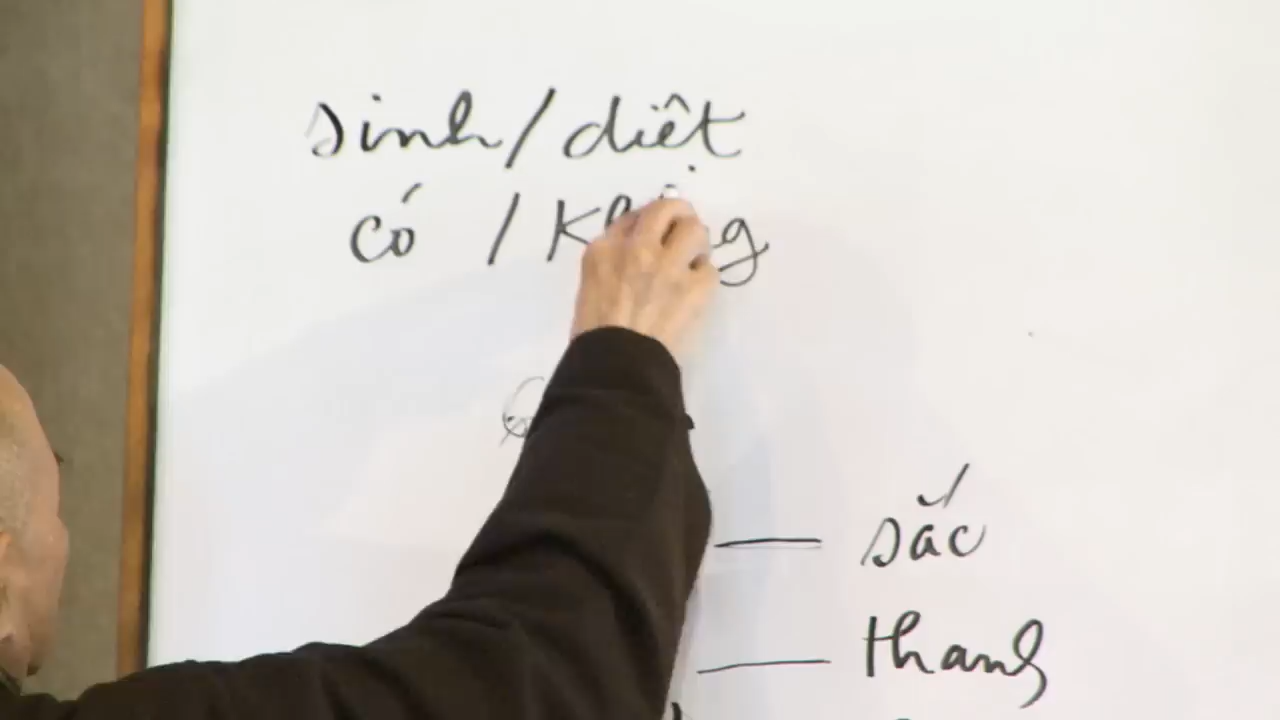 sinh / diệt
có /
sắc
thanh